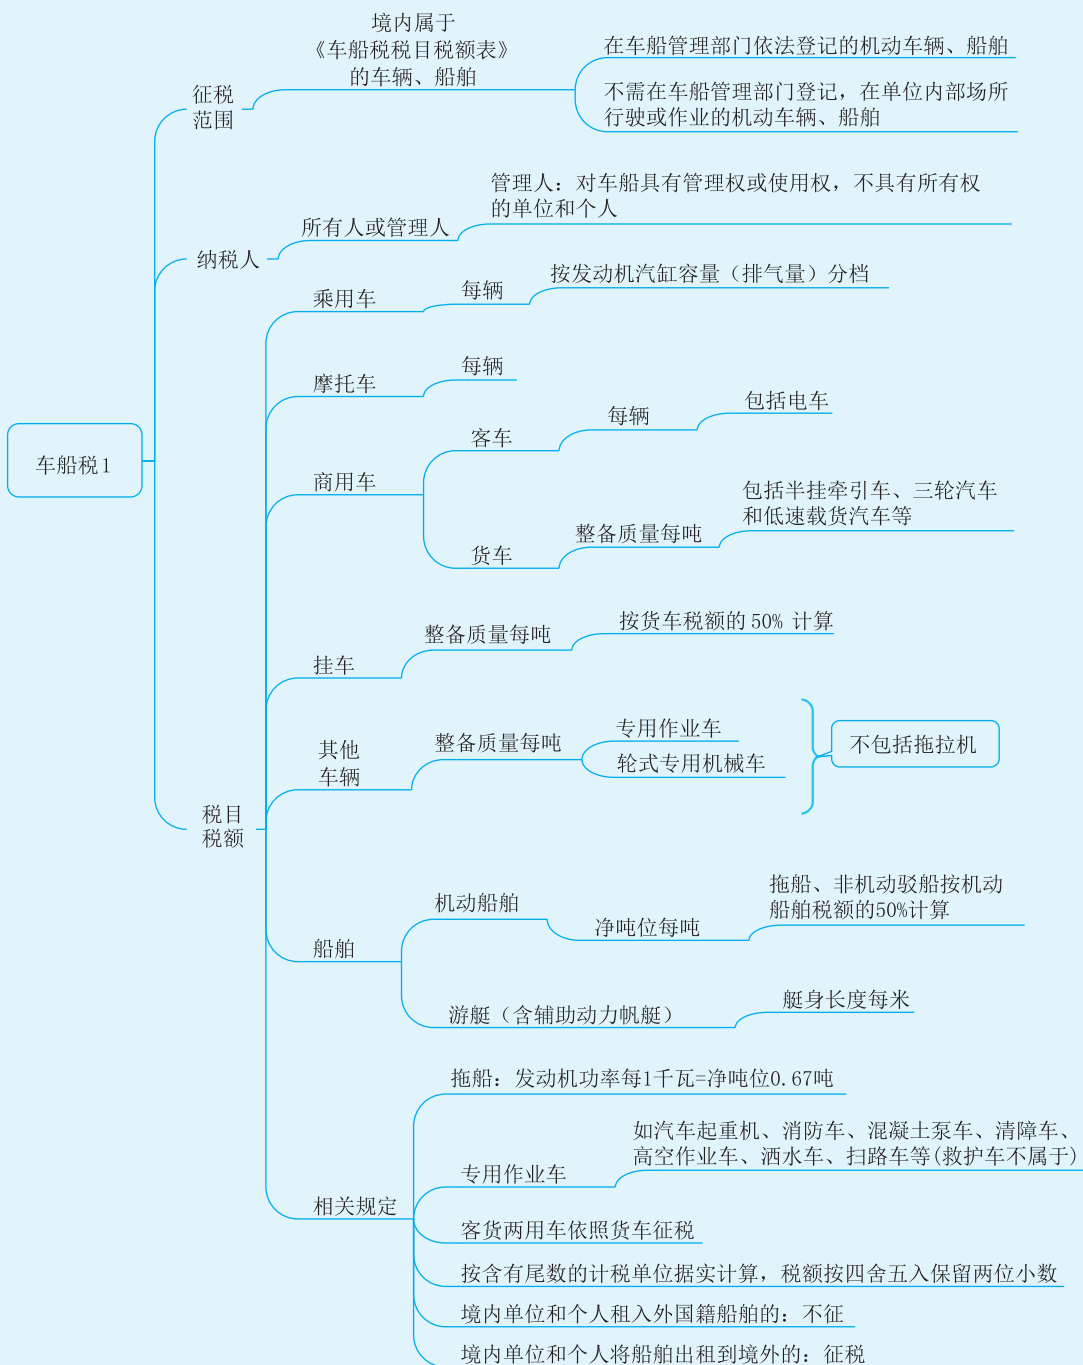 车船税1
征税
范围
境内属于
《车船税税目税额表》
的车辆、船舶
在车船管理部门依法登记的机动车辆、船舶
不需在车船管理部门登记，在单位内部场所
行驶或作业的机动车辆、船舶
纳税人
所有人或管理人
管理人：对车船具有管理权或使用权，不具有所有权
的单位和个人
税目
税额
乘用车
每辆
按发动机汽缸容量（排气量）分档
摩托车
每辆
商用车
客车
每辆
包括电车
货车
整备质量每吨
包括半挂牵引车、三轮汽车
和低速载货汽车等
挂车
整备质量每吨
按货车税额的50% 计算
其他
车辆
整备质量每吨
专用作业车
轮式专用机械车
不包括拖拉机
船舶
机动船舶
净吨位每吨
拖船、非机动驳船按机动
船舶税额的50%计算
游艇（含辅助动力帆艇）
艇身长度每米
相关规定
拖船：发动机功率每1千瓦=净吨位0.67吨
专用作业车
如汽车起重机、消防车、混凝土泵车、清障车、
高空作业车、洒水车、扫路车等(救护车不属于)
客货两用车依照货车征税
按含有尾数的计税单位据实计算，税额按四舍五入保留两位小数
境内单位和个人租入外国籍船舶的：不征
境内单位和个人将船舶出租到境外的：征税